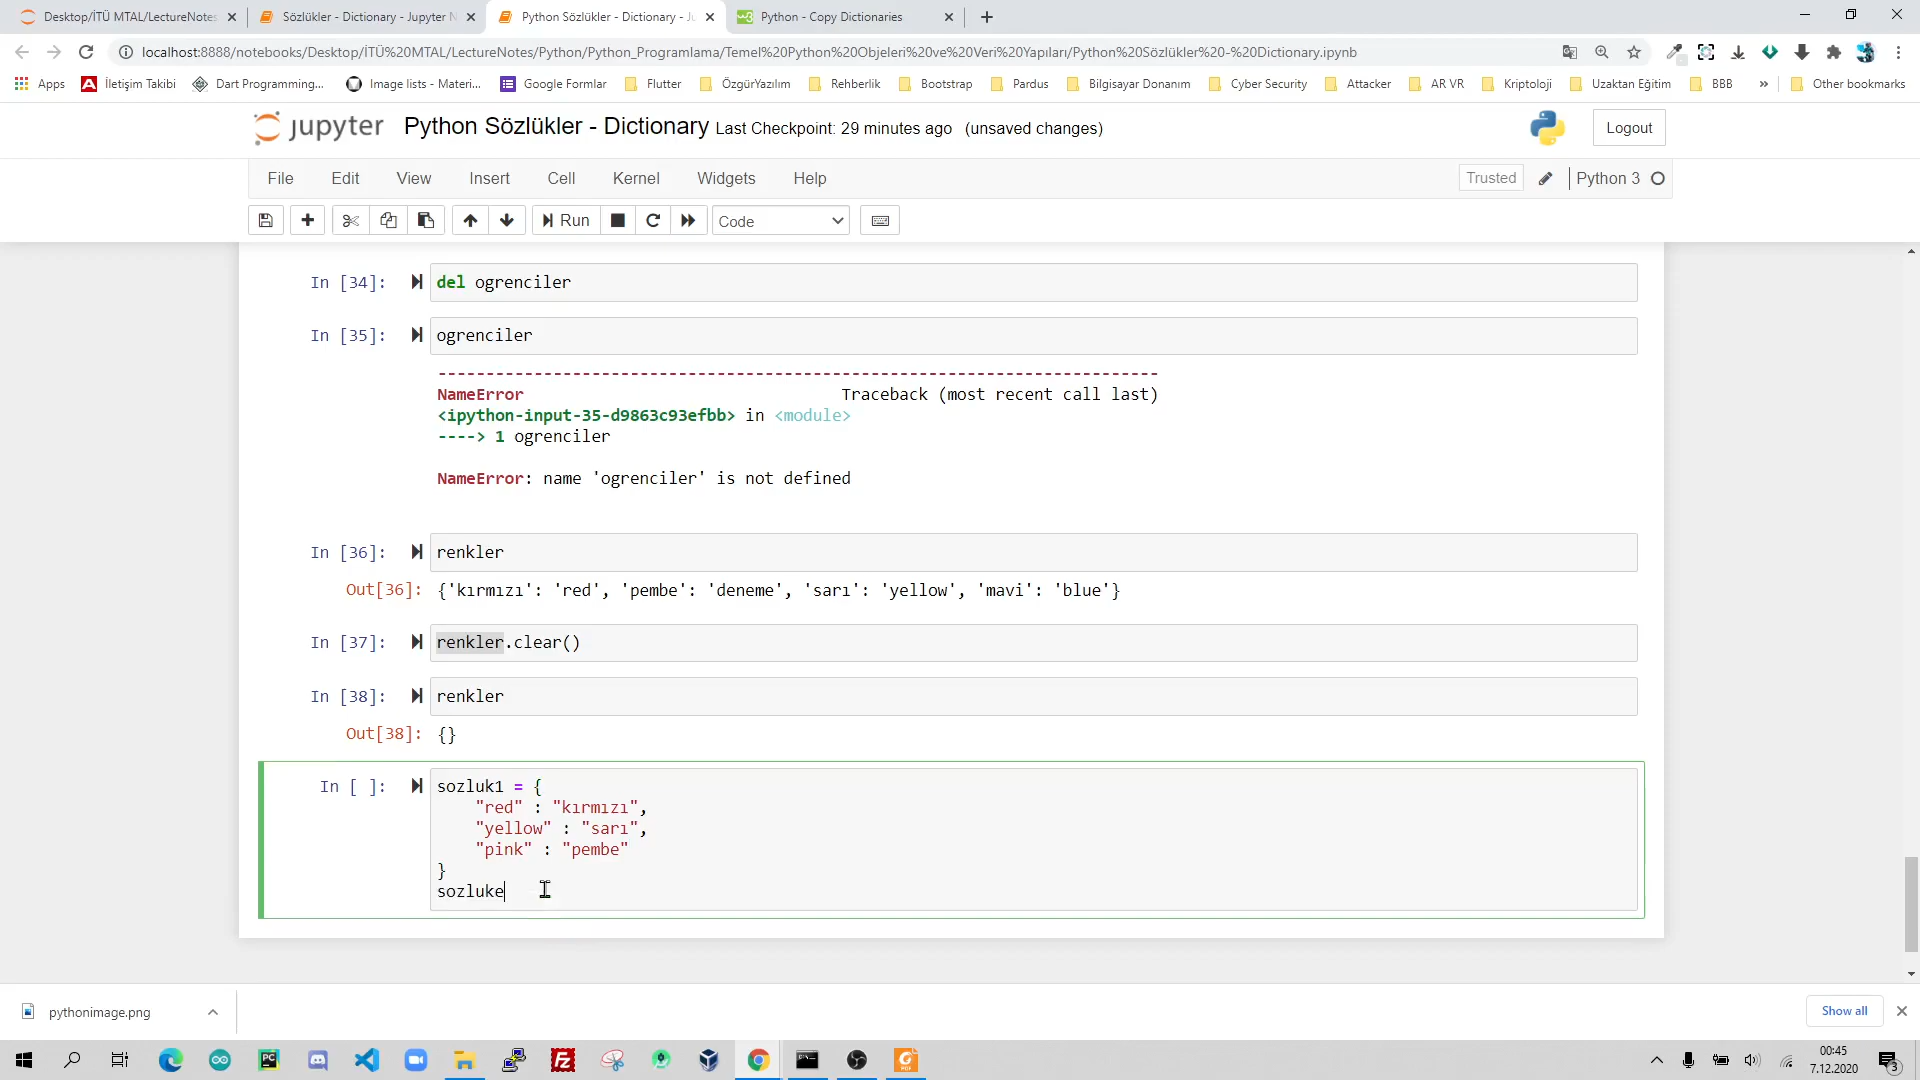 Desktop/İTÜ MTAL/LectureNotes
Sözlükler - Dictionary - Jupyter N
Python Sözlükler - Dictionary - Ju
Python - Copy Dictionaries
localhost:8888/notebooks/Desktop/İTÜ%20MTAL/LectureNotes/Python/Python_Programlama/Temel%20Python%20Objeleri%20ve%20Veri%20Yapıları/Python%20Sözlükler%20-%20Dictionary.ipynb
Apps İletişim Takibi Dart Programming... Image lists - Materi... Google Formlar Flutter ÖzgürYazılım Rehberlik Bootstrap Pardus Bilgisayar Donanım Cyber Security Attacker AR VR Kriptoloji Uzaktan Eğitim BBB » Other bookmarks
jupyter Python Sözlükler - Dictionary Last Checkpoint: 29 minutes ago (unsaved changes) Logout
File Edit View Insert Cell Kernel Widgets Help Trusted Python 3
Run Code
In [34]: del ogrenciler
In [35]: ogrenciler
---------------------------------------------------------------------------
NameError Traceback (most recent call last)
<ipython-input-35-d9863c93efbb> in <module>
----> 1 ogrenciler
NameError: name 'ogrenciler' is not defined
In [36]: renkler
Out[36]: {'kırmızı': 'red', 'pembe': 'deneme', 'sarı': 'yellow', 'mavi': 'blue'}
In [37]: renkler.clear()
In [38]: renkler
Out[38]: {}
In [ ]: sozluk1 = {
"red" : "kırmızı",
"yellow" : "sarı",
"pink" : "pembe"
}
sozluke
pythonimage.png
Show all
00:45
7.12.2020
3